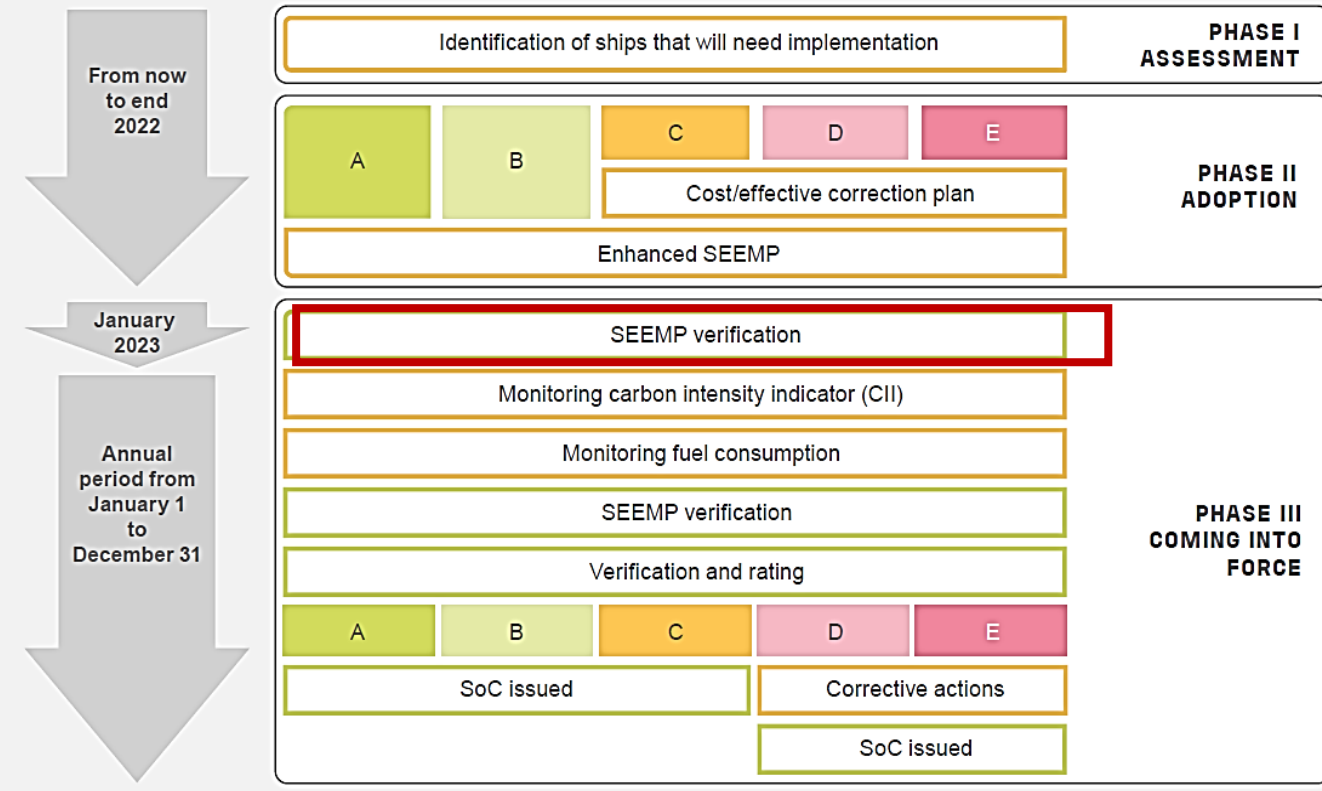 From now
to end
2022
Identification of ships that will need implementation
PHASE I
ASSESSMENT
A
B
C
D
E
Cost/effective correction plan
Enhanced SEEMP
PHASE II
ADOPTION
January
2023
SEEMP verification
Annual
period from
January 1
to
December 31
Monitoring carbon intensity indicator (CII)
Monitoring fuel consumption
SEEMP verification
Verification and rating
A
B
C
D
E
SoC issued
Corrective actions
SoC issued
PHASE III
COMING INTO
FORCE